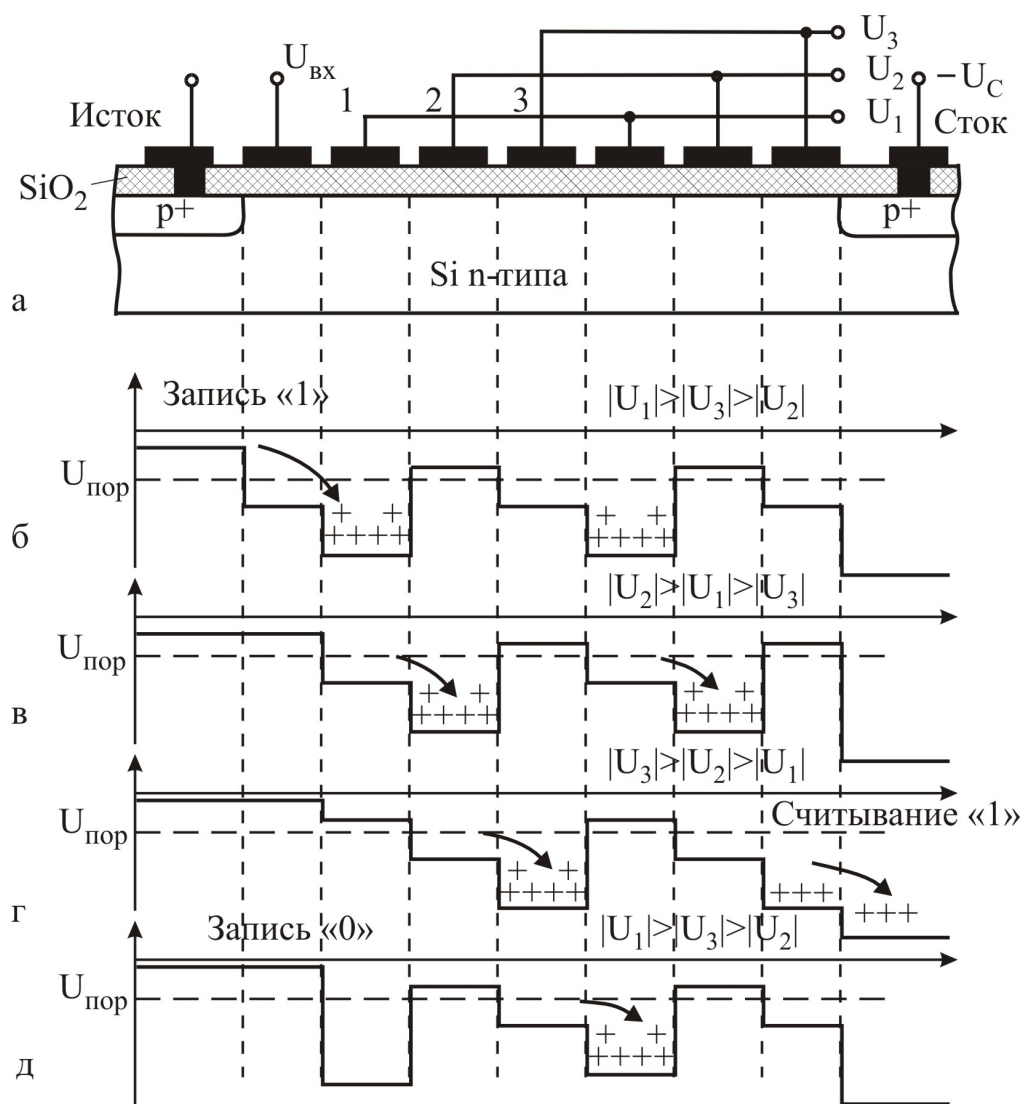 U₃
Uвх
U₂ −U_C
Исток 1 2 3 U₁ Сток
SiO₂
p+ p+
Si n-типа
а
Запись «1» |U₁|>|U₃|>|U₂|
Uпор
+ + + +
++++ ++++
б
|U₂|>|U₁|>|U₃|
Uпор
+ + + +
++++ ++++
в
|U₃|>|U₂|>|U₁|
Uпор Считывание «1»
+ +
++++ +++ +++
г
Запись «0» |U₁|>|U₃|>|U₂|
Uпор
+ +
++++
д